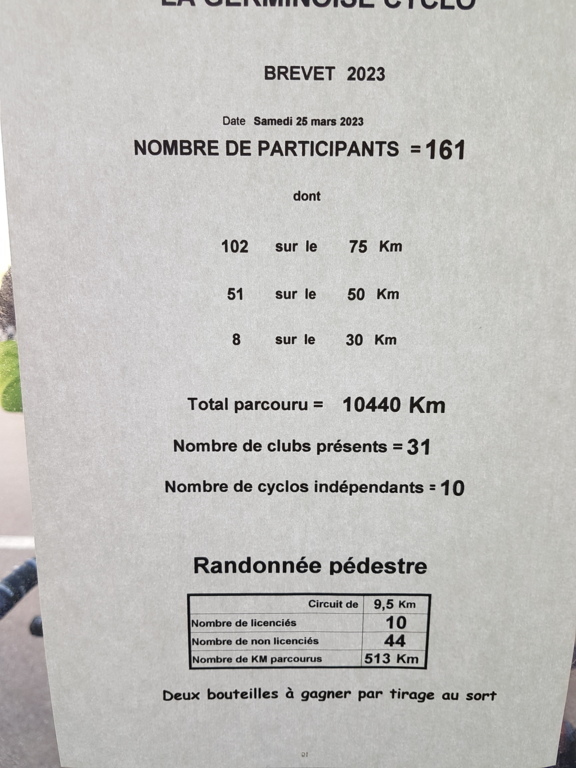 LA GERMINOISE CYCLO
BREVET 2023
Date Samedi 25 mars 2023
NOMBRE DE PARTICIPANTS = 161
dont
102 sur le 75 Km
51 sur le 50 Km
8 sur le 30 Km
Total parcouru = 10440 Km
Nombre de clubs présents = 31
Nombre de cyclos indépendants = 10
Randonnée pédestre
Circuit de 9,5 Km
Nombre de licenciés 10
Nombre de non licenciés 44
Nombre de KM parcourus 513 Km
Deux bouteilles à gagner par tirage au sort